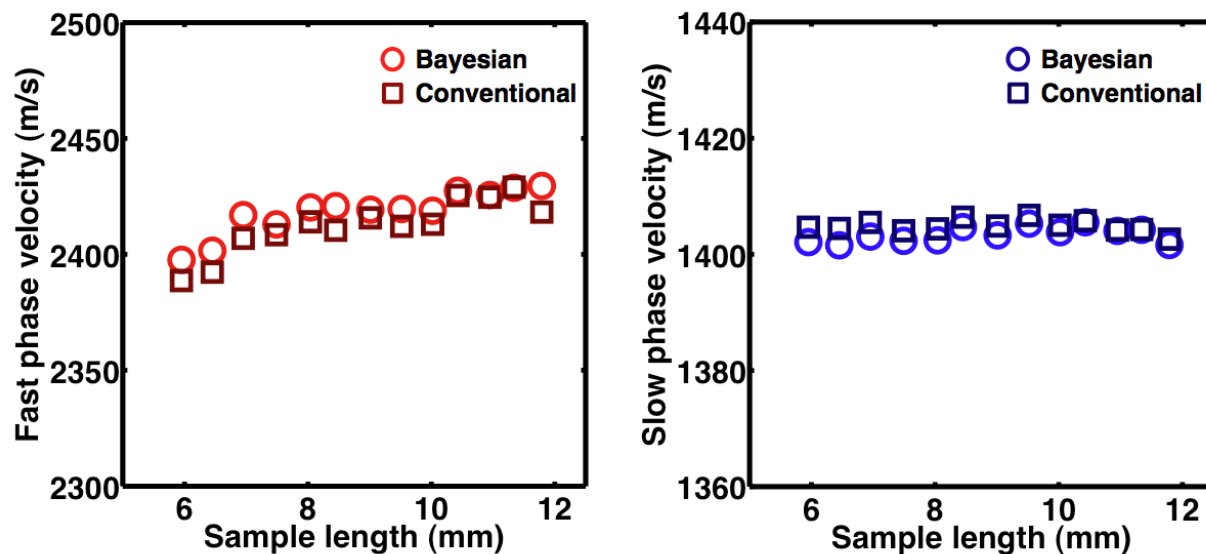 Fast phase velocity (m/s)
2500
2450
2400
2350
2300
Bayesian
Conventional
6 8 10 12
Sample length (mm)
Slow phase velocity (m/s)
1440
1420
1400
1380
1360
Bayesian
Conventional
6 8 10 12
Sample length (mm)